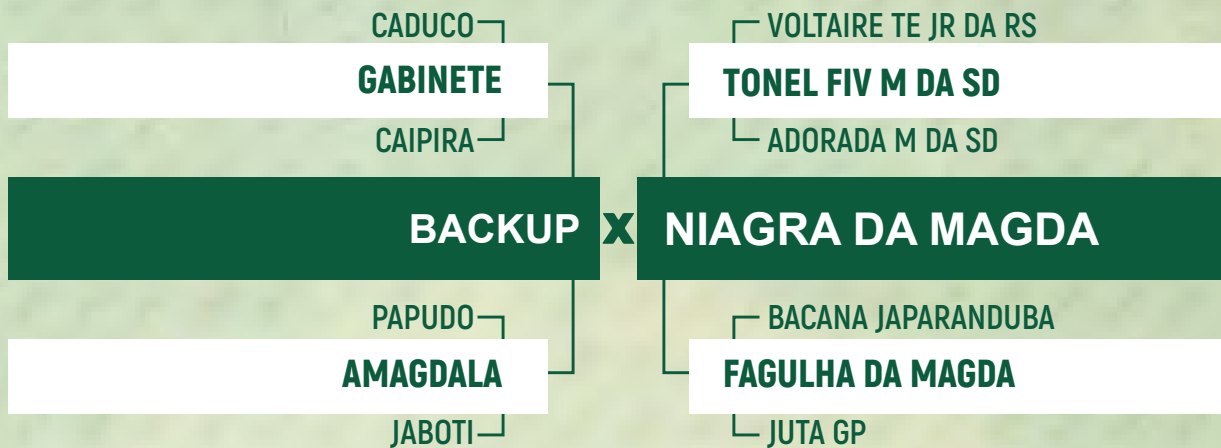 CADUCO
GABINETE
CAIPIRA
VOLTAIRE TE JR DA RS
TONEL FIV M DA SD
ADORADA M DA SD
BACKUP X NIAGRA DA MAGDA
PAPUDO
AMAGDALA
JABOTI
BACANA JAPARANDUBA
FAGULHA DA MAGDA
JUTA GP